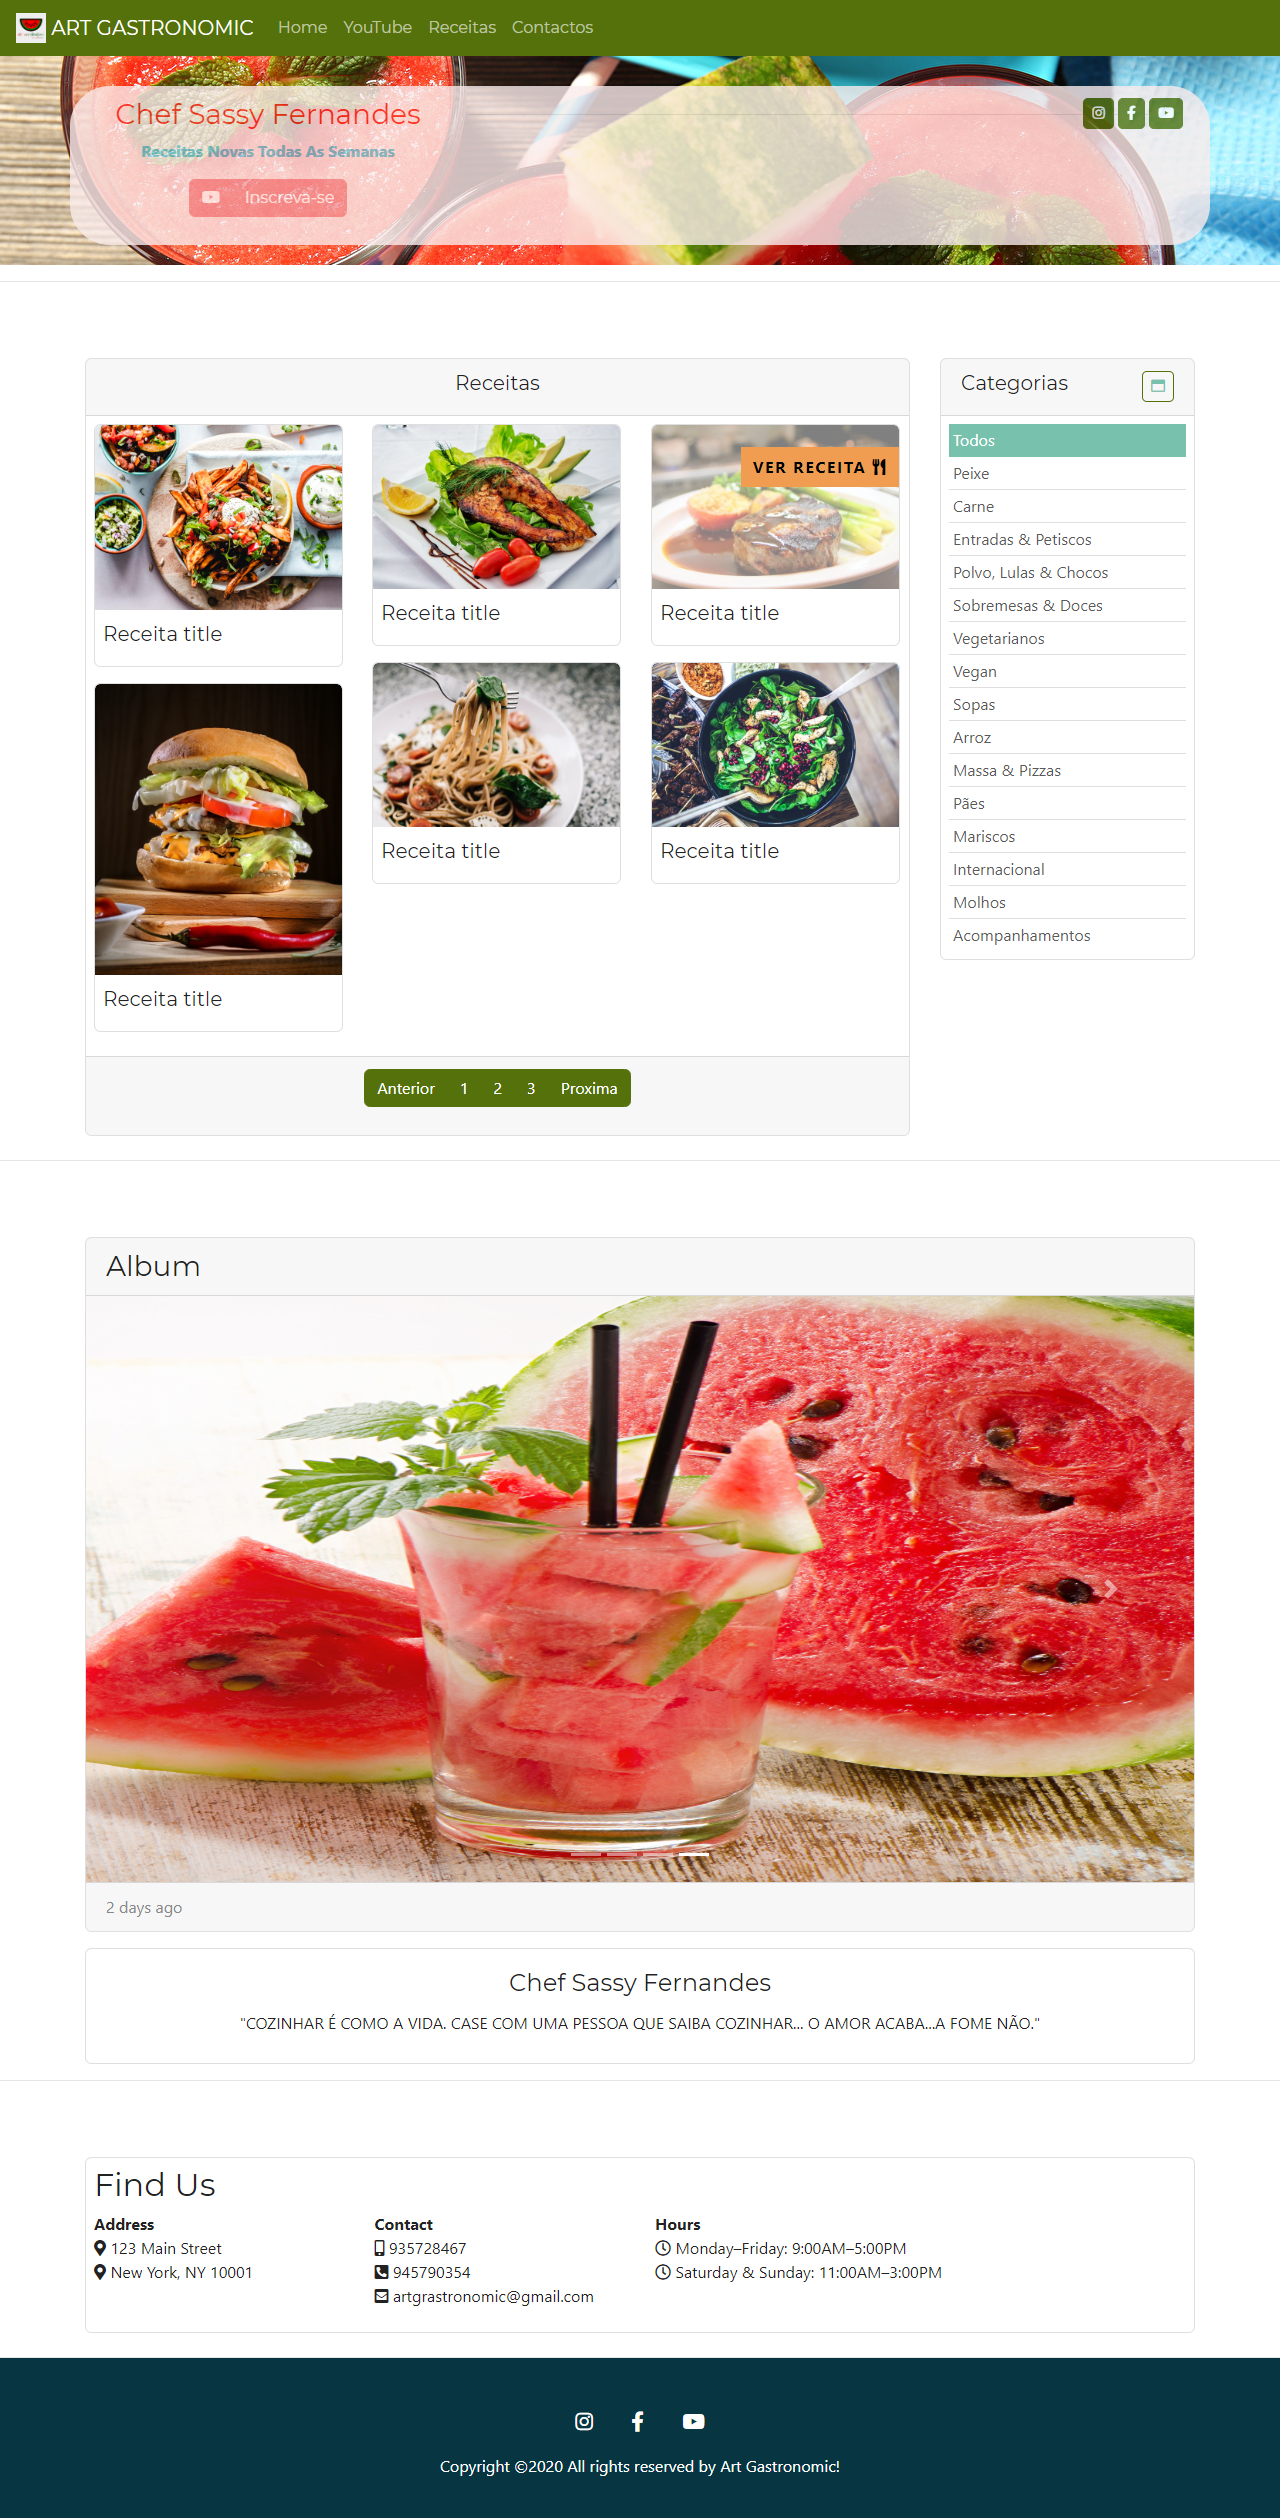 ART GASTRONOMIC Home YouTube Receitas Contactos
Chef Sassy Fernandes
Receitas Novas Todas As Semanas
Inscreva-se
Receitas
Categorias
VER RECEITA
Receita title
Receita title
Receita title
Receita title
Receita title
Receita title
Todos
Peixe
Carne
Entradas & Petiscos
Polvo, Lulas & Chocos
Sobremesas & Doces
Vegetarianos
Vegan
Sopas
Arroz
Massa & Pizzas
Pães
Mariscos
Internacional
Molhos
Acompanhamentos
Anterior 1 2 3 Proxima
Album
2 days ago
Chef Sassy Fernandes
"COZINHAR É COMO A VIDA. CASE COM UMA PESSOA QUE SAIBA COZINHAR... O AMOR ACABA...A FOME NÃO."
Find Us
Address
123 Main Street
New York, NY 10001
Contact
935728467
945790354
artgrastronomic@gmail.com
Hours
Monday–Friday: 9:00AM–5:00PM
Saturday & Sunday: 11:00AM–3:00PM
Copyright ©2020 All rights reserved by Art Gastronomic!